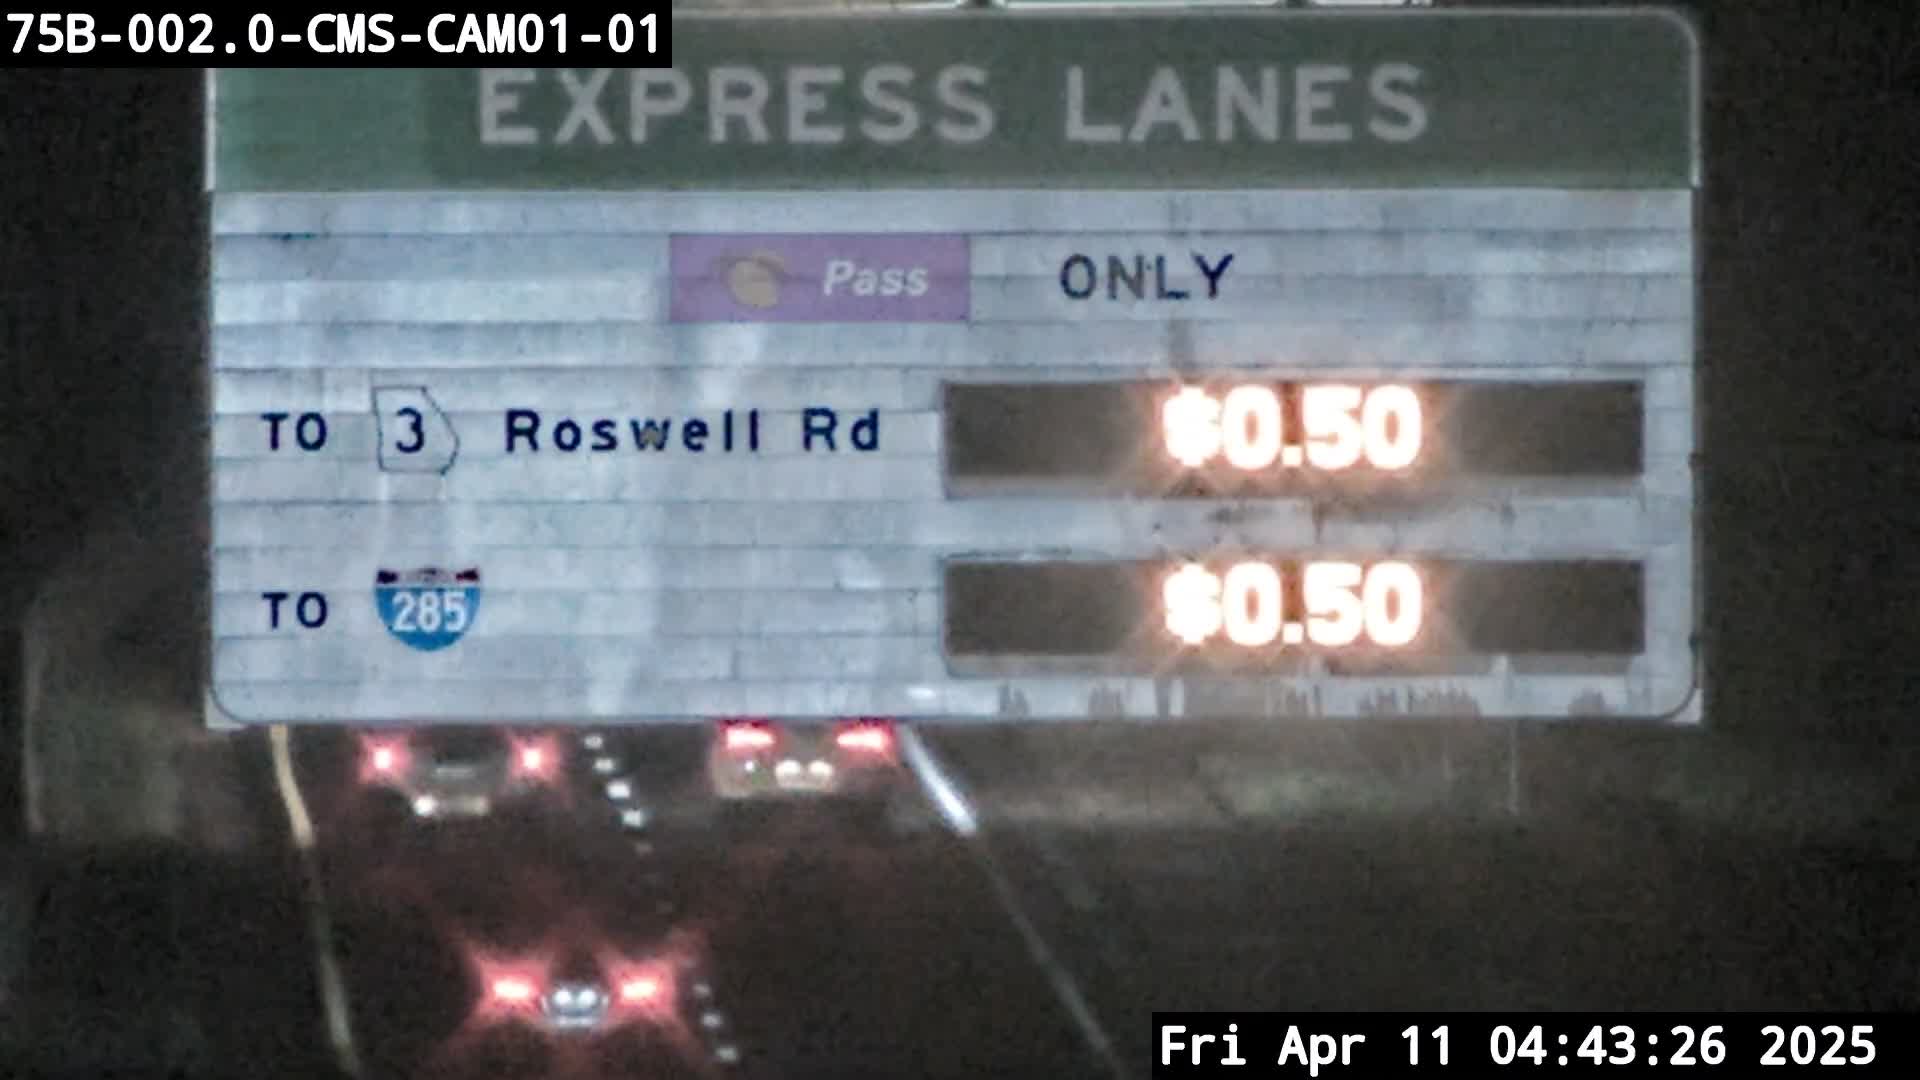 75B-002.0-CMS-CAM01-01
EXPRESS LANES
Pass ONLY
TO 3 Roswell Rd $0.50
TO 285 $0.50
Fri Apr 11 04:43:26 2025